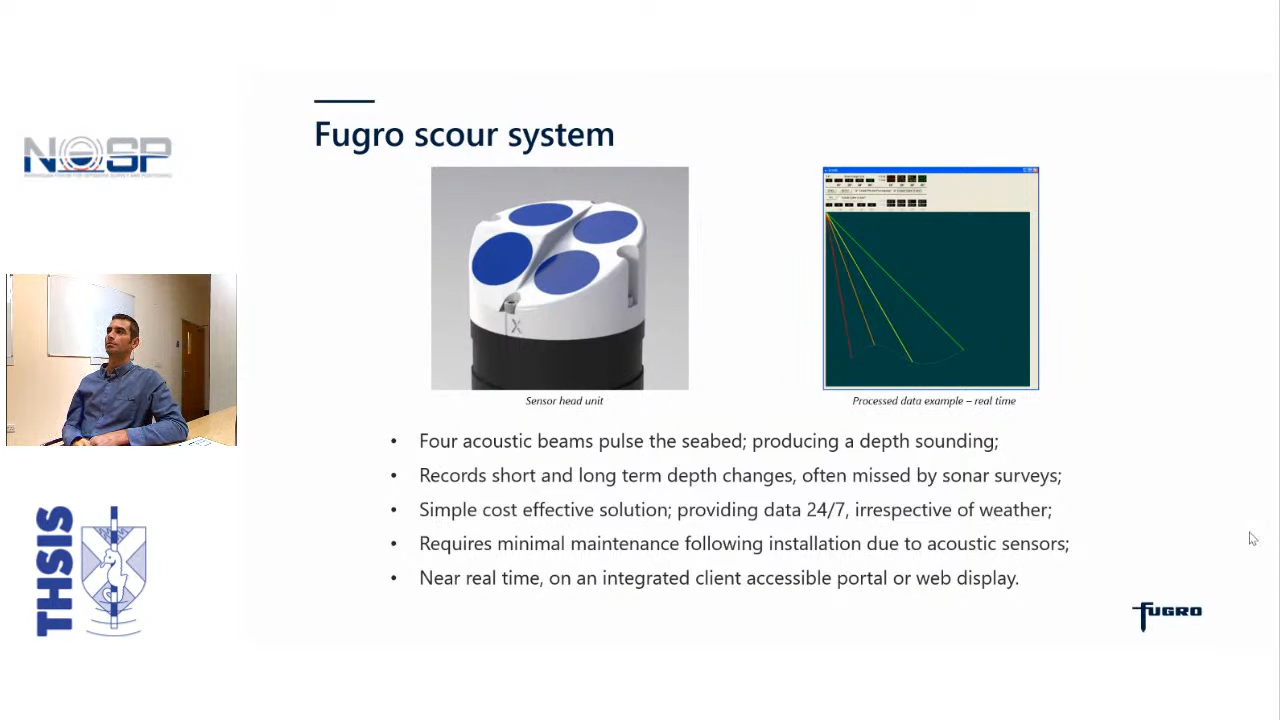 Fugro scour system
NOSP
X
Sensor head unit
Processed data example – real time
• Four acoustic beams pulse the seabed; producing a depth sounding;
• Records short and long term depth changes, often missed by sonar surveys;
• Simple cost effective solution; providing data 24/7, irrespective of weather;
• Requires minimal maintenance following installation due to acoustic sensors;
• Near real time, on an integrated client accessible portal or web display.
THSIS
FUGRO